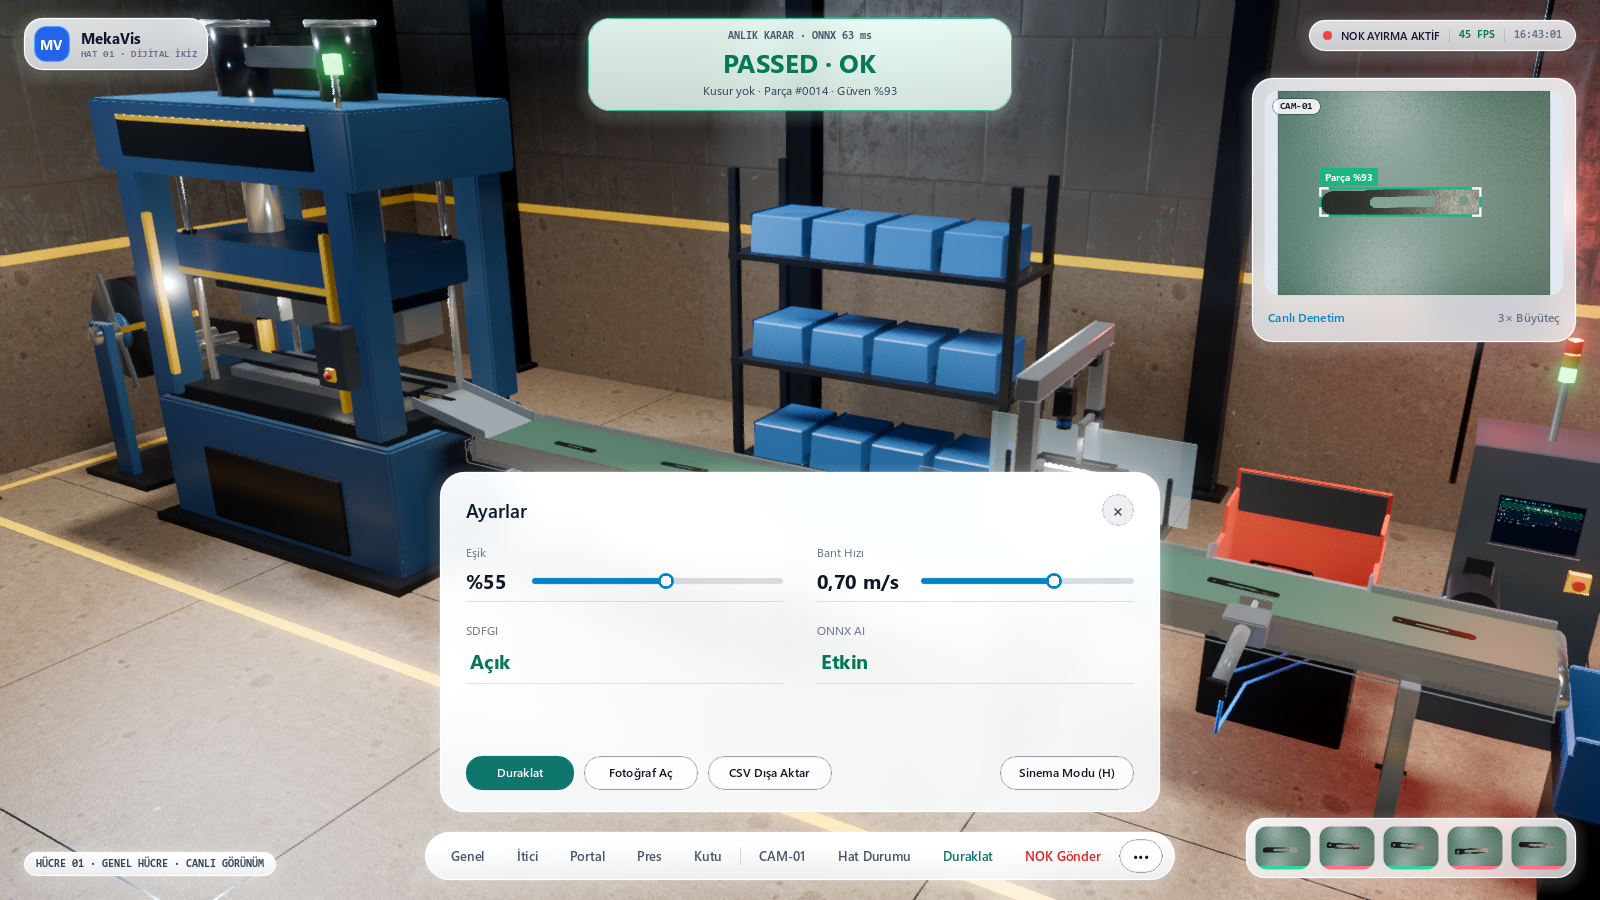 MV
MekaVis
HAT 01 · DİJİTAL İKİZ
ANLIK KARAR · ONNX 63 ms
PASSED · OK
Kusur yok · Parça #0014 · Güven %93
NOK AYIRMA AKTİF
45 FPS
16:43:01
CAM-01
Parça %93
Canlı Denetim
3× Büyüteç
Ayarlar
×
Eşik
%55
Bant Hızı
0,70 m/s
SDFGI
Açık
ONNX AI
Etkin
Duraklat
Fotoğraf Aç
CSV Dışa Aktar
Sinema Modu (H)
HÜCRE 01 · GENEL HÜCRE · CANLI GÖRÜNÜM
Genel
İtici
Portal
Pres
Kutu
CAM-01
Hat Durumu
Duraklat
NOK Gönder
...